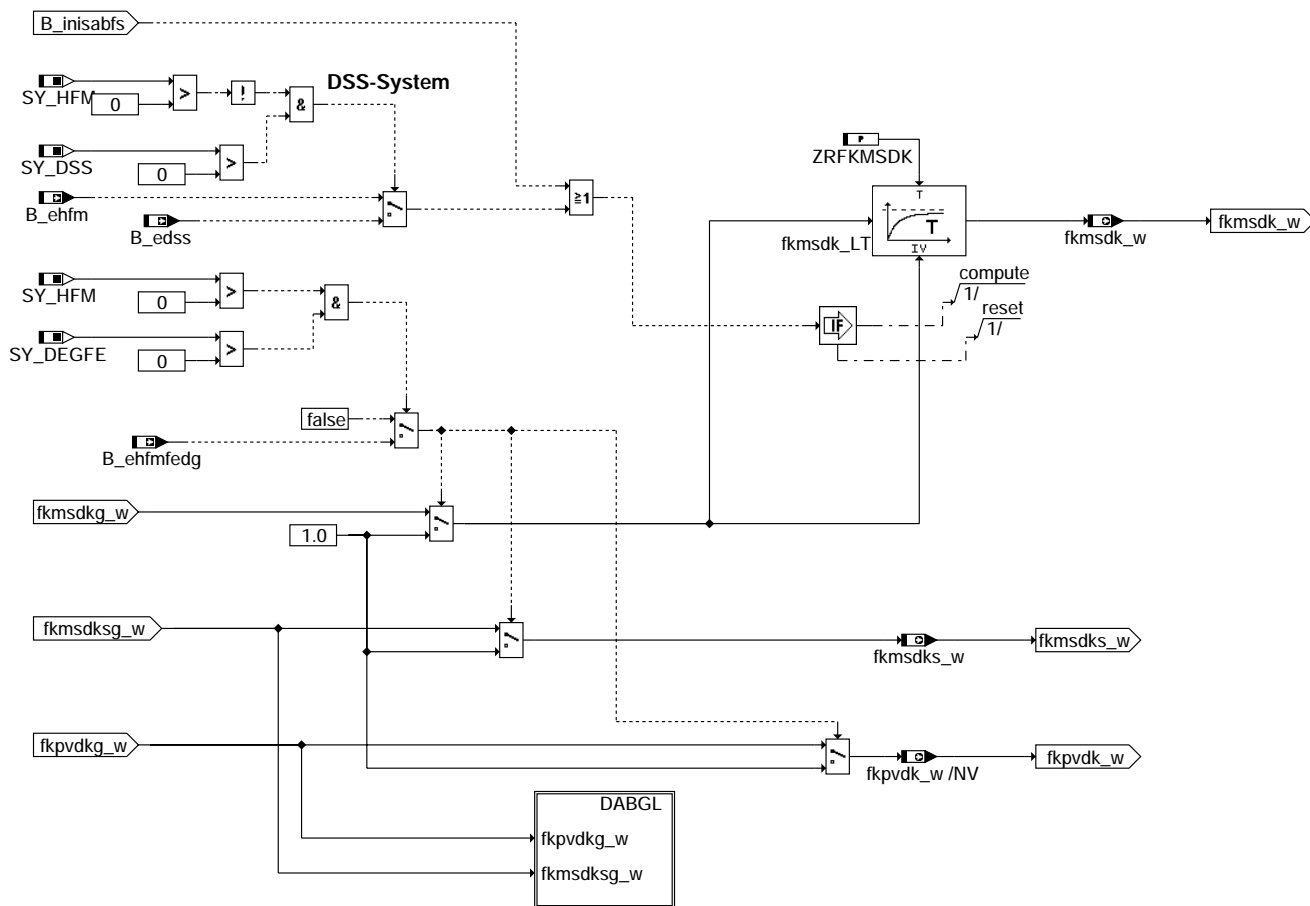 B_inisabfs
DSS-System
SY_HFM
0
>
!
&
SY_DSS
0
>
B_ehfm
B_edss
≥1
P
ZRFKMSDK
T
T
IV
fkmsdk_LT
fkmsdk_w
fkmsdk_w
SY_HFM
0
>
&
SY_DEGFE
0
>
IF
compute
1/
reset
1/
false
B_ehfmfedg
fkmsdkg_w
1.0
fkmsdksg_w
fkmsdks_w
fkmsdks_w
fkpvdkg_w
fkpvdk_w /NV
fkpvdk_w
DABGL
fkpvdkg_w
fkmsdksg_w